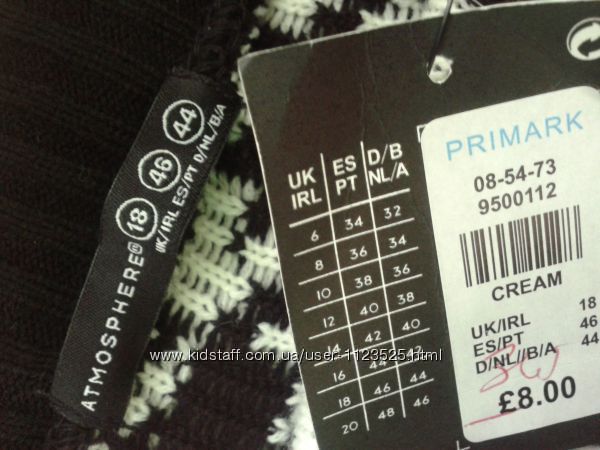 ATMOSPHERE® 18 46 44
UK/IRL ES/PT D/NL/B/A
UK ES D/B
IRL PT NL/A
6 34 32
8 36 34
10 38 36
12 40 38
14 42 40
16 44 42
18 46 44
20 48 46
PRIMARK
08-54-73
9500112
CREAM
UK/IRL 18
ES/PT 46
D/NL//B/A 44
£8.00
www.kidstaff.com.ua/user-1123525.html